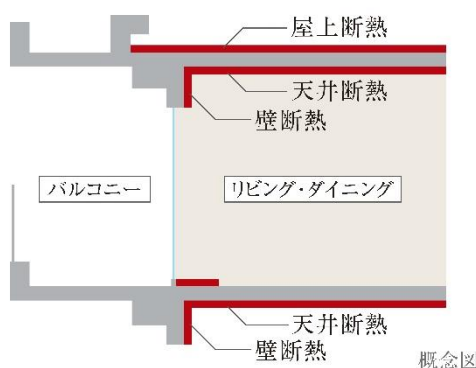 屋上断熱
天井断熱
壁断熱
バルコニー
リビング・ダイニング
天井断熱
壁断熱
概念図